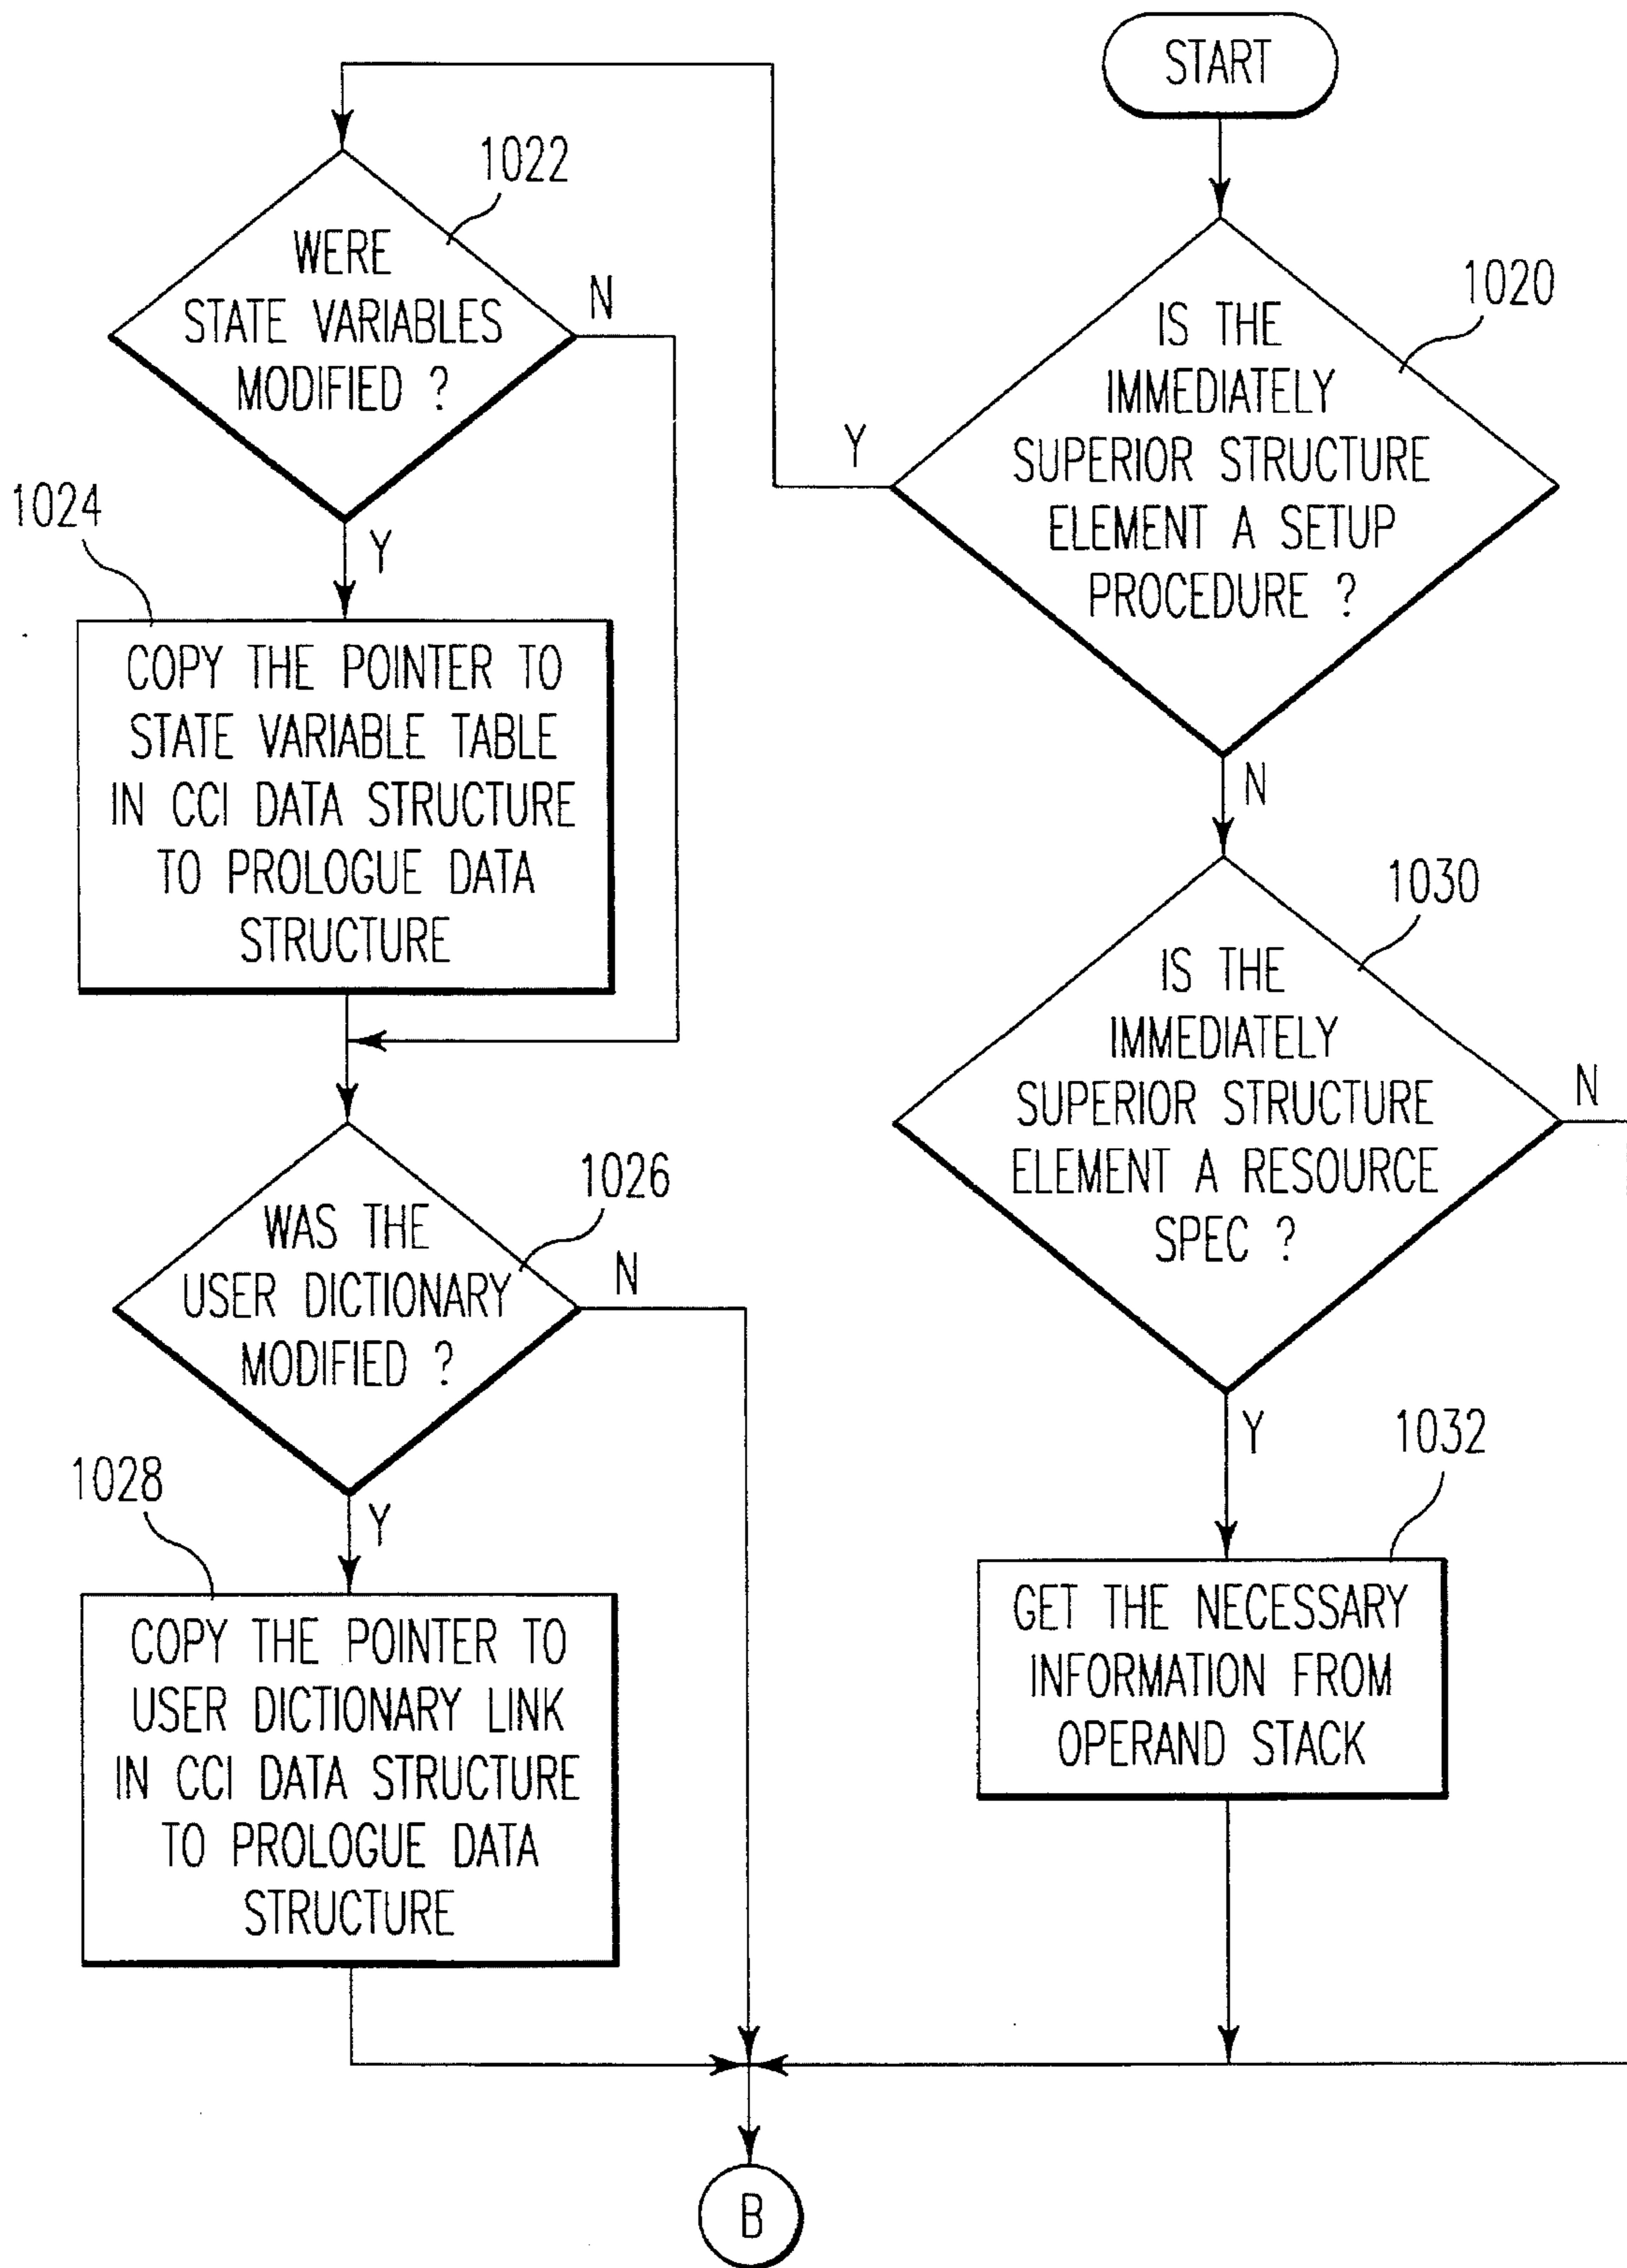 START
1020
IS THE
IMMEDIATELY
SUPERIOR STRUCTURE
ELEMENT A SETUP
PROCEDURE ?
Y
N
1022
WERE
STATE VARIABLES
MODIFIED ?
N
Y
1024
COPY THE POINTER TO
STATE VARIABLE TABLE
IN CCI DATA STRUCTURE
TO PROLOGUE DATA
STRUCTURE
1026
WAS THE
USER DICTIONARY
MODIFIED ?
N
Y
1028
COPY THE POINTER TO
USER DICTIONARY LINK
IN CCI DATA STRUCTURE
TO PROLOGUE DATA
STRUCTURE
1030
IS THE
IMMEDIATELY
SUPERIOR STRUCTURE
ELEMENT A RESOURCE
SPEC ?
N
Y
1032
GET THE NECESSARY
INFORMATION FROM
OPERAND STACK
B